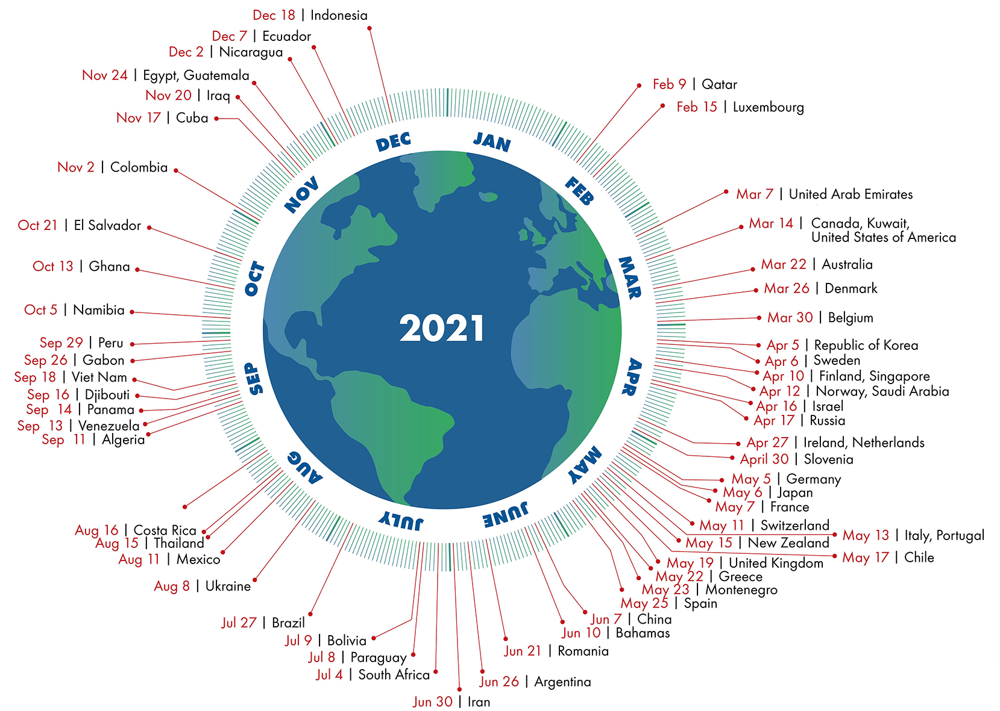 2021
JAN
FEB
MAR
APR
MAY
JUNE
JULY
AUG
SEP
OCT
NOV
DEC
Feb 9 | Qatar
Feb 15 | Luxembourg
Mar 7 | United Arab Emirates
Mar 14 | Canada, Kuwait,
United States of America
Mar 22 | Australia
Mar 26 | Denmark
Mar 30 | Belgium
Apr 5 | Republic of Korea
Apr 6 | Sweden
Apr 10 | Finland, Singapore
Apr 12 | Norway, Saudi Arabia
Apr 16 | Israel
Apr 17 | Russia
Apr 27 | Ireland, Netherlands
April 30 | Slovenia
May 5 | Germany
May 6 | Japan
May 7 | France
May 11 | Switzerland
May 13 | Italy, Portugal
May 15 | New Zealand
May 17 | Chile
May 19 | United Kingdom
May 22 | Greece
May 23 | Montenegro
May 25 | Spain
Jun 7 | China
Jun 10 | Bahamas
Jun 21 | Romania
Jun 26 | Argentina
Jun 30 | Iran
Jul 4 | South Africa
Jul 8 | Paraguay
Jul 9 | Bolivia
Jul 27 | Brazil
Aug 8 | Ukraine
Aug 11 | Mexico
Aug 15 | Thailand
Aug 16 | Costa Rica
Sep 11 | Algeria
Sep 13 | Venezuela
Sep 14 | Panama
Sep 16 | Djibouti
Sep 18 | Viet Nam
Sep 26 | Gabon
Sep 29 | Peru
Oct 5 | Namibia
Oct 13 | Ghana
Oct 21 | El Salvador
Nov 2 | Colombia
Nov 17 | Cuba
Nov 20 | Iraq
Nov 24 | Egypt, Guatemala
Dec 2 | Nicaragua
Dec 7 | Ecuador
Dec 18 | Indonesia